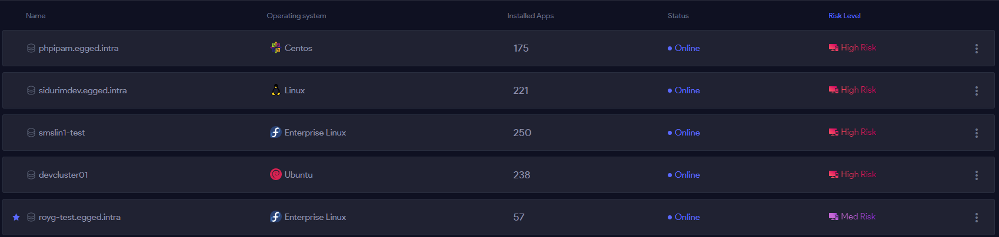 Name Operating system Installed Apps Status Risk Level
phpipam.egged.intra Centos 175 Online High Risk
sidurimdev.egged.intra Linux 221 Online High Risk
smslin1-test Enterprise Linux 250 Online High Risk
devcluster01 Ubuntu 238 Online High Risk
royg-test.egged.intra Enterprise Linux 57 Online Med Risk